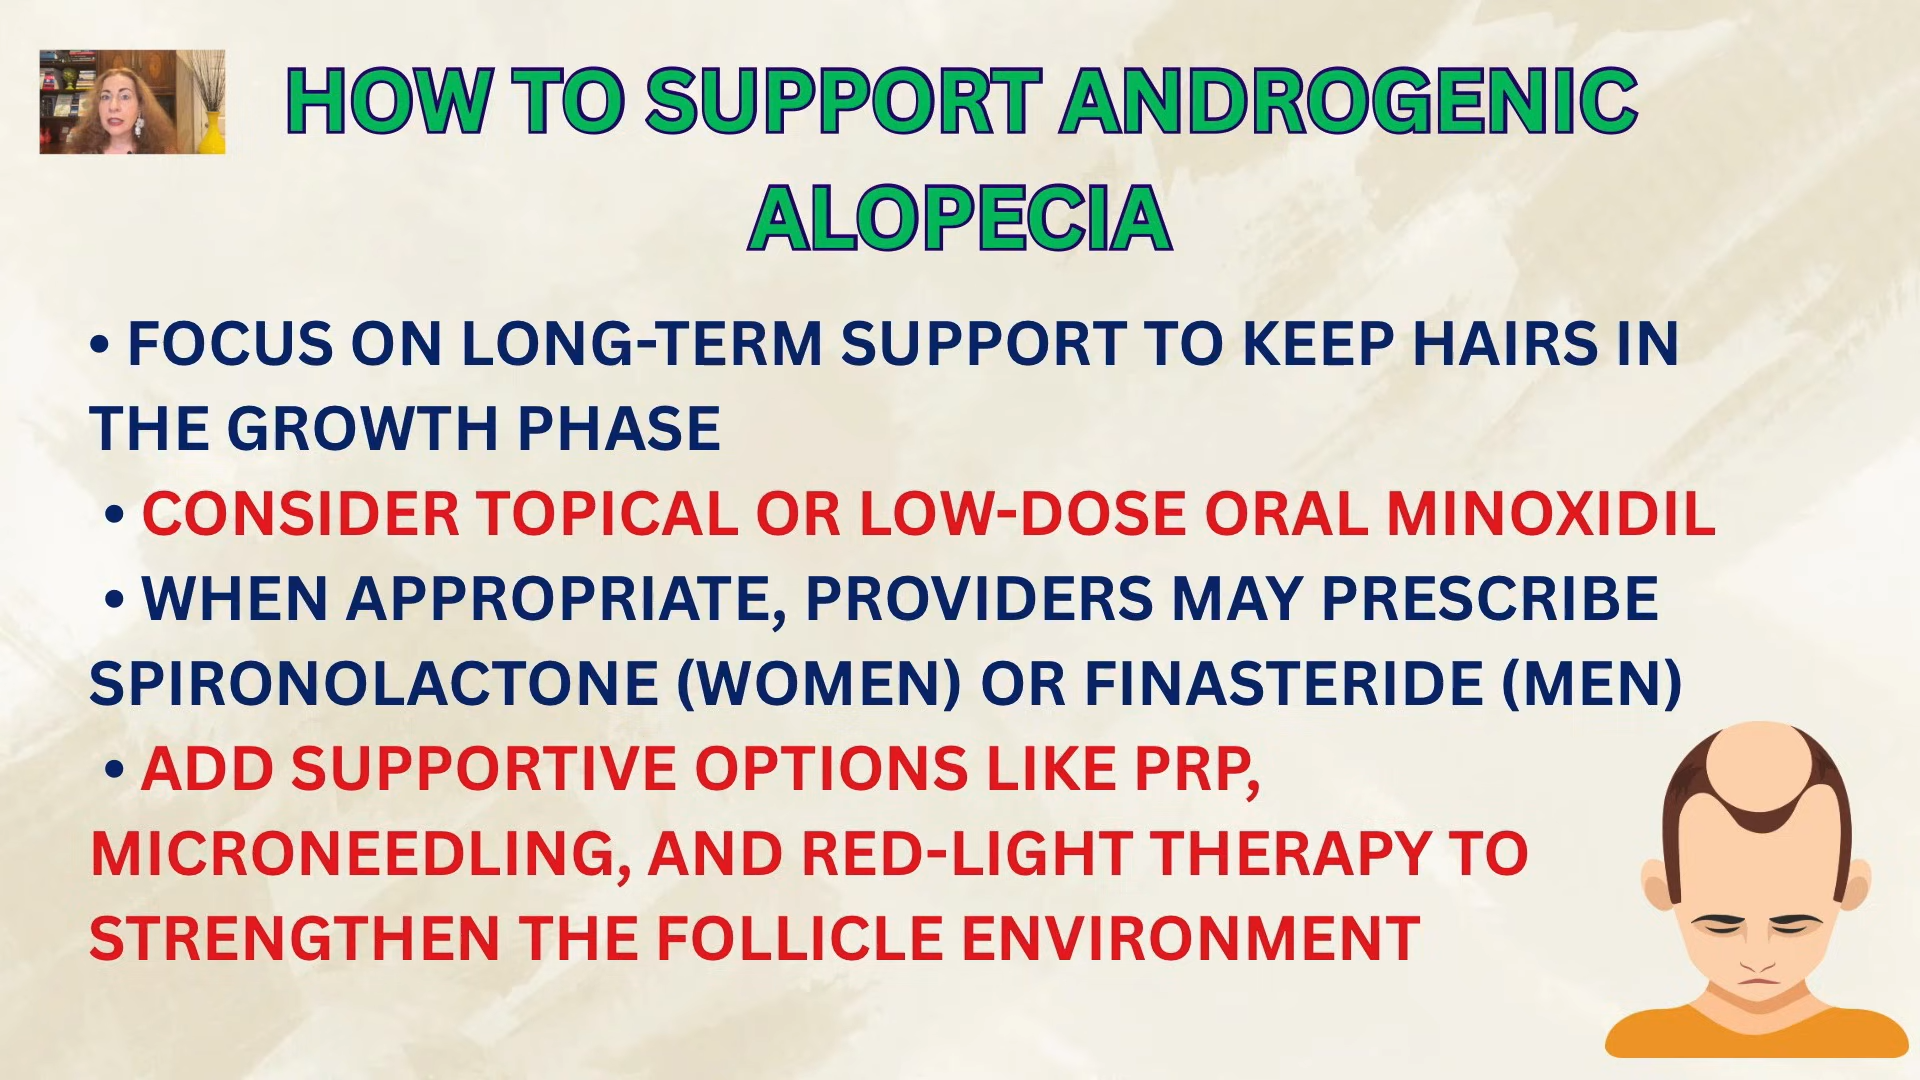 HOW TO SUPPORT ANDROGENIC
ALOPECIA
• FOCUS ON LONG-TERM SUPPORT TO KEEP HAIRS IN
THE GROWTH PHASE
• CONSIDER TOPICAL OR LOW-DOSE ORAL MINOXIDIL
• WHEN APPROPRIATE, PROVIDERS MAY PRESCRIBE
SPIRONOLACTONE (WOMEN) OR FINASTERIDE (MEN)
• ADD SUPPORTIVE OPTIONS LIKE PRP,
MICRONEEDLING, AND RED-LIGHT THERAPY TO
STRENGTHEN THE FOLLICLE ENVIRONMENT